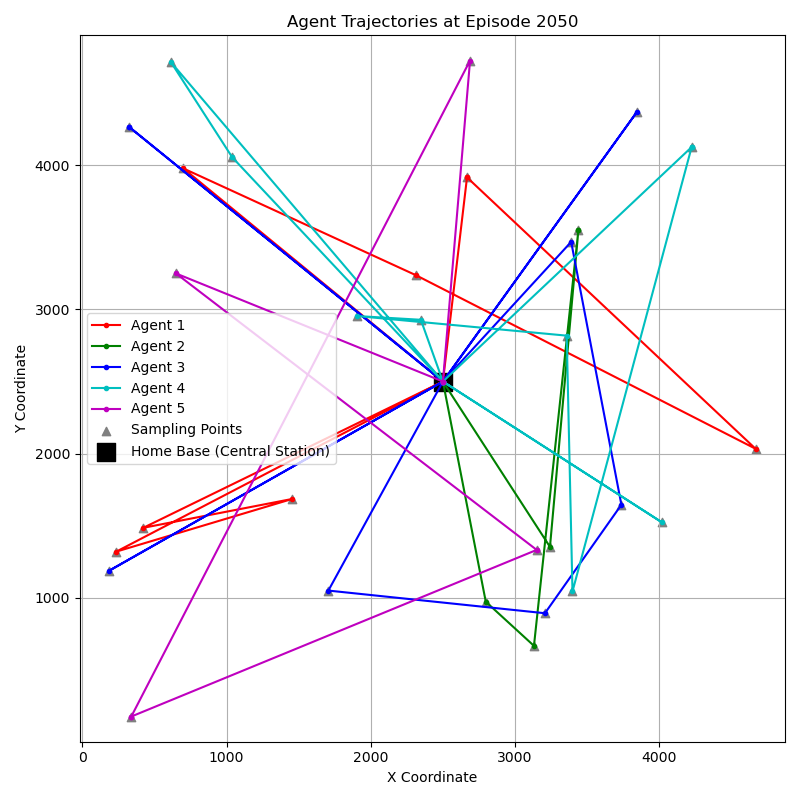 Agent Trajectories at Episode 2050
Y Coordinate
4000
3000
2000
1000
Agent 1
Agent 2
Agent 3
Agent 4
Agent 5
Sampling Points
Home Base (Central Station)
0 1000 2000 3000 4000
X Coordinate